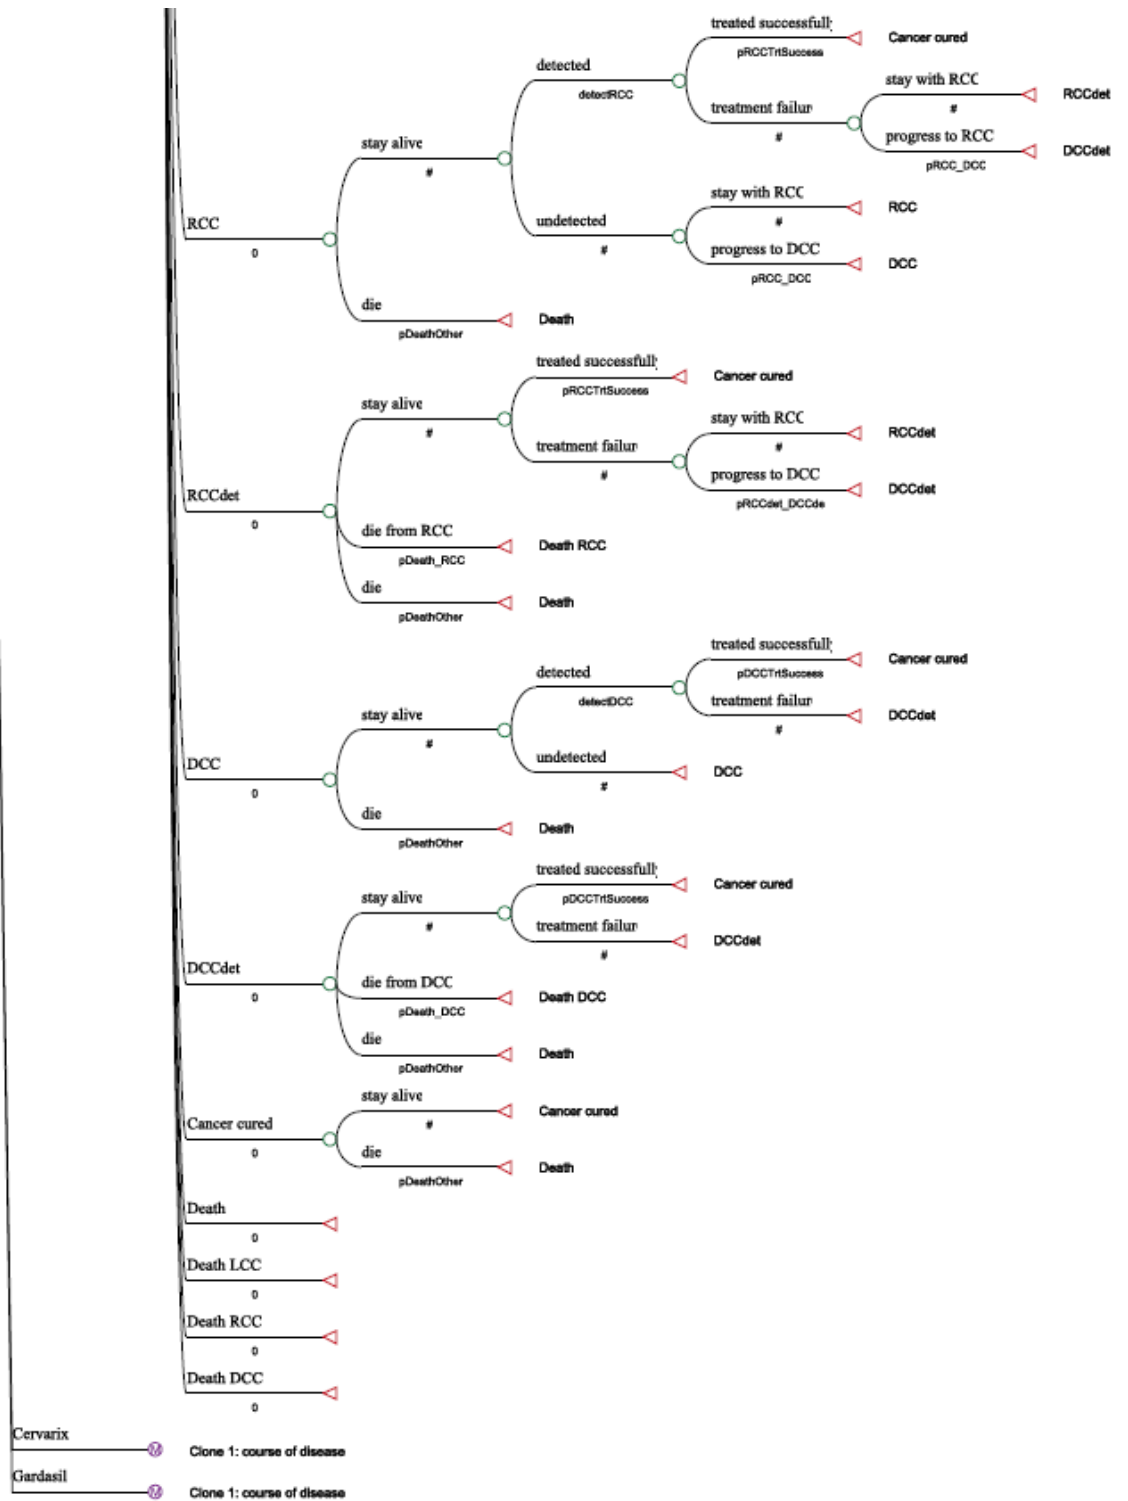 treated successfully
Cancer cured
pRCCTrtSuccess
detected
detectRCC
stay with RCC
RCCdet
#
treatment failur
#
progress to RCC
DCCdet
pRCC_DCC
stay alive
#
stay with RCC
RCC
#
undetected
#
progress to DCC
DCC
pRCC_DCC
RCC
0
die
Death
pDeathOther
treated successfully
Cancer cured
pRCCTrtSuccess
stay alive
#
stay with RCC
RCCdet
#
treatment failur
#
progress to DCC
DCCdet
pRCCdet_DCCde
RCCdet
0
die from RCC
Death RCC
pDeath_RCC
die
Death
pDeathOther
treated successfully
Cancer cured
pDCCTrtSuccess
detected
detectDCC
treatment failur
DCCdet
#
stay alive
#
undetected
DCC
#
DCC
0
die
Death
pDeathOther
treated successfully
Cancer cured
pDCCTrtSuccess
stay alive
#
treatment failur
DCCdet
#
DCCdet
0
die from DCC
Death DCC
pDeath_DCC
die
Death
pDeathOther
stay alive
Cancer cured
#
Cancer cured
0
die
Death
pDeathOther
Death
0
Death LCC
0
Death RCC
0
Death DCC
0
Cervarix
M
Clone 1: course of disease
Gardasil
M
Clone 1: course of disease